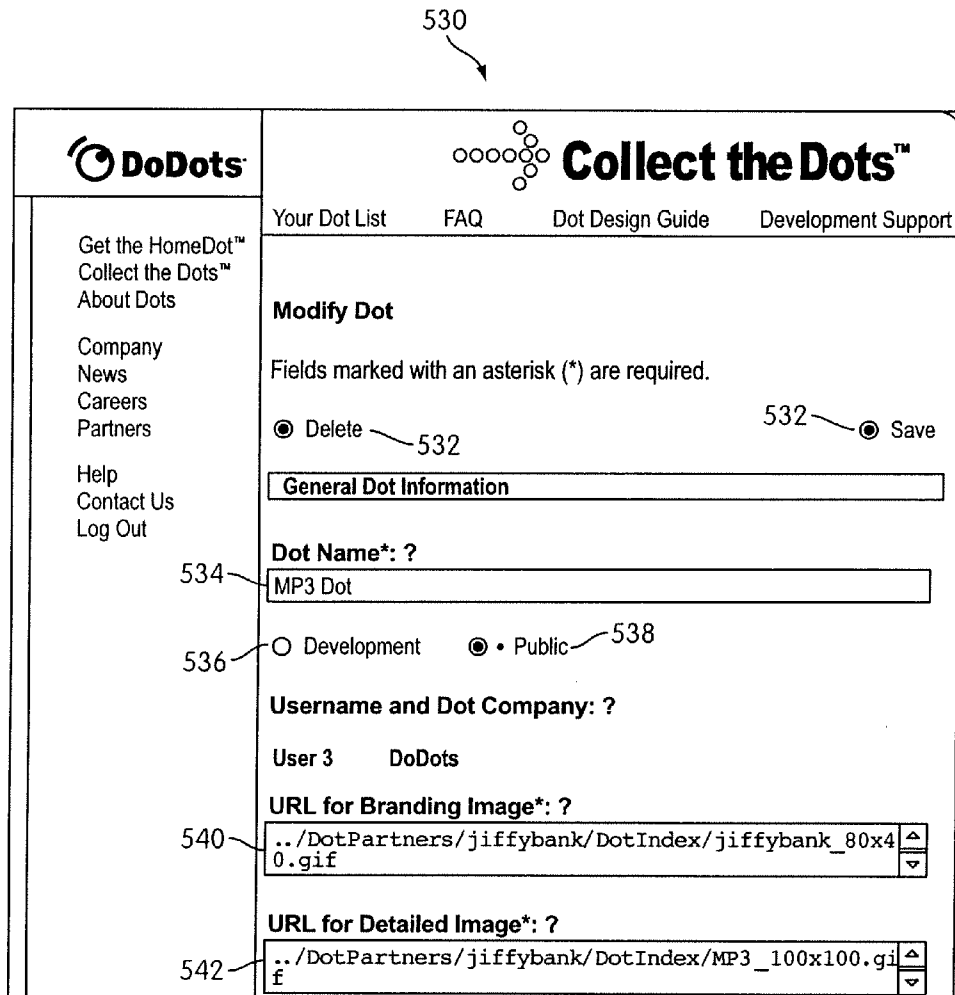 530
DoDots
Collect the Dots™
Your Dot List FAQ Dot Design Guide Development Support
Get the HomeDot™
Collect the Dots™
About Dots
Company
News
Careers
Partners
Help
Contact Us
Log Out
Modify Dot
Fields marked with an asterisk (*) are required.
Delete 532 532 Save
General Dot Information
Dot Name*: ?
534 MP3 Dot
536 Development • Public 538
Username and Dot Company: ?
User 3 DoDots
URL for Branding Image*: ?
540 ../DotPartners/jiffybank/DotIndex/jiffybank_80x4
0.gif
URL for Detailed Image*: ?
542 ../DotPartners/jiffybank/DotIndex/MP3_100x100.gi
f